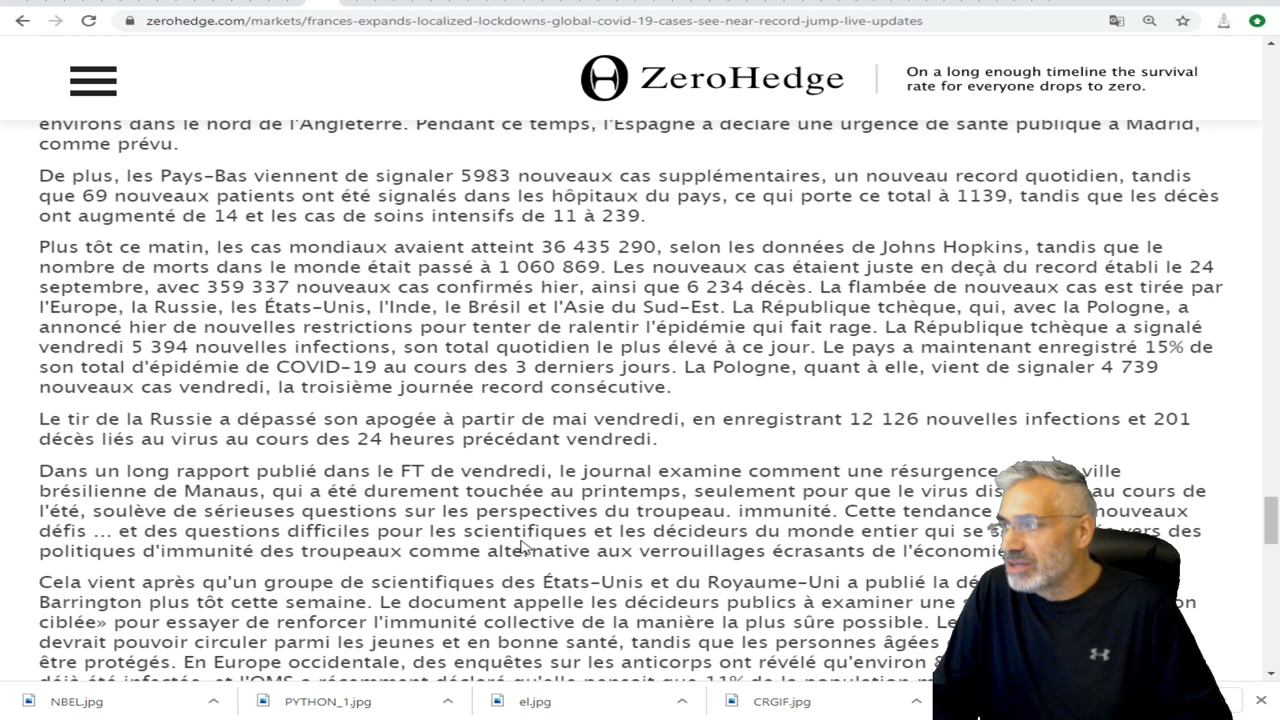 zerohedge.com/markets/frances-expands-localized-lockdowns-global-covid-19-cases-see-near-record-jump-live-updates
ZeroHedge
On a long enough timeline the survival
rate for everyone drops to zero.
environs dans le nord de l'Angleterre. Pendant ce temps, l'Espagne a déclaré une urgence de santé publique à Madrid,
comme prévu.
De plus, les Pays-Bas viennent de signaler 5983 nouveaux cas supplémentaires, un nouveau record quotidien, tandis
que 69 nouveaux patients ont été signalés dans les hôpitaux du pays, ce qui porte ce total à 1139, tandis que les décès
ont augmenté de 14 et les cas de soins intensifs de 11 à 239.
Plus tôt ce matin, les cas mondiaux avaient atteint 36 435 290, selon les données de Johns Hopkins, tandis que le
nombre de morts dans le monde était passé à 1 060 869. Les nouveaux cas étaient juste en deçà du record établi le 24
septembre, avec 359 337 nouveaux cas confirmés hier, ainsi que 6 234 décès. La flambée de nouveaux cas est tirée par
l'Europe, la Russie, les États-Unis, l'Inde, le Brésil et l'Asie du Sud-Est. La République tchèque, qui, avec la Pologne, a
annoncé hier de nouvelles restrictions pour tenter de ralentir l'épidémie qui fait rage. La République tchèque a signalé
vendredi 5 394 nouvelles infections, son total quotidien le plus élevé à ce jour. Le pays a maintenant enregistré 15% de
son total d'épidémie de COVID-19 au cours des 3 derniers jours. La Pologne, quant à elle, vient de signaler 4 739
nouveaux cas vendredi, la troisième journée record consécutive.
Le tir de la Russie a dépassé son apogée à partir de mai vendredi, en enregistrant 12 126 nouvelles infections et 201
décès liés au virus au cours des 24 heures précédant vendredi.
Dans un long rapport publié dans le FT de vendredi, le journal examine comment une résurgence ville
brésilienne de Manaus, qui a été durement touchée au printemps, seulement pour que le virus au cours de
l'été, soulève de sérieuses questions sur les perspectives du troupeau. immunité. Cette tendance nouveaux
défis ... et des questions difficiles pour les scientifiques et les décideurs du monde entier qui se vers des
politiques d'immunité des troupeaux comme alternative aux verrouillages écrasants de l'économie
Cela vient après qu'un groupe de scientifiques des États-Unis et du Royaume-Uni a publié la
Barrington plus tôt cette semaine. Le document appelle les décideurs publics à examiner une
ciblée» pour essayer de renforcer l'immunité collective de la manière la plus sûre possible.
devrait pouvoir circuler parmi les jeunes et en bonne santé, tandis que les personnes âgées
être protégés. En Europe occidentale, des enquêtes sur les anticorps ont révélé qu'environ
NBEL.jpg
PYTHON_1.jpg
el.jpg
CRGIF.jpg